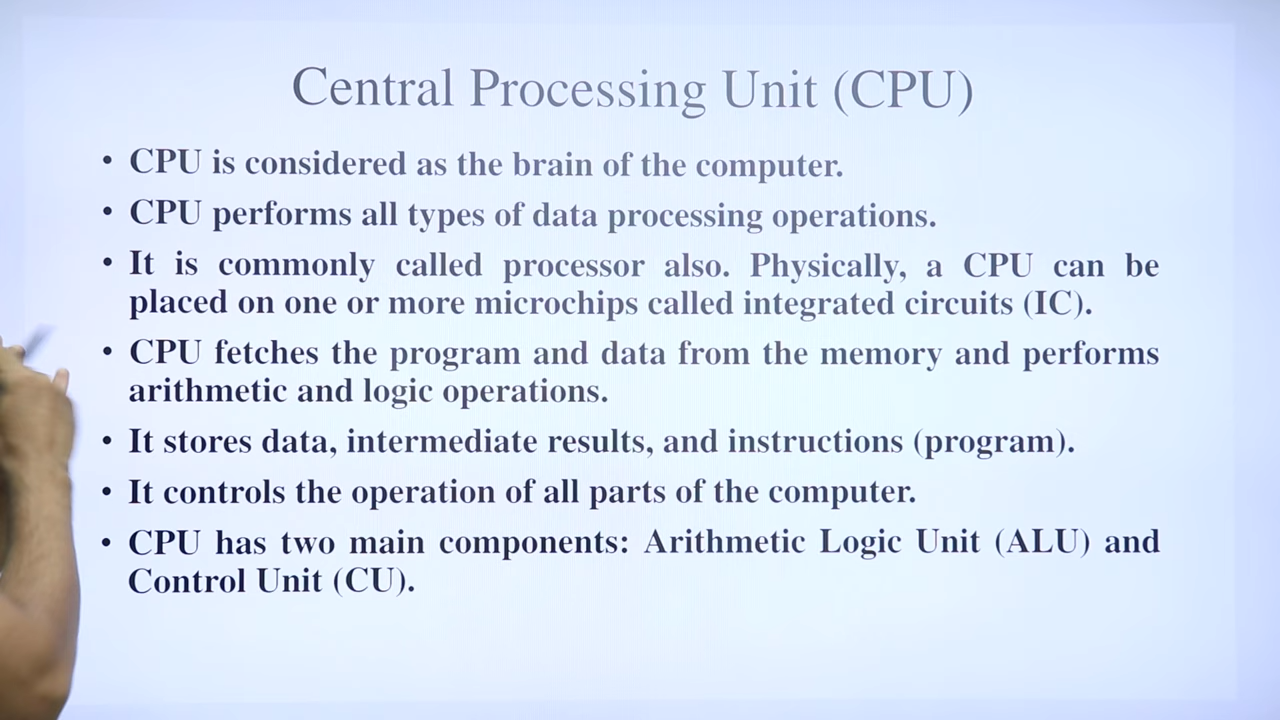 Central Processing Unit (CPU)
• CPU is considered as the brain of the computer.
• CPU performs all types of data processing operations.
• It is commonly called processor also. Physically, a CPU can be
placed on one or more microchips called integrated circuits (IC).
• CPU fetches the program and data from the memory and performs
arithmetic and logic operations.
• It stores data, intermediate results, and instructions (program).
• It controls the operation of all parts of the computer.
• CPU has two main components: Arithmetic Logic Unit (ALU) and
Control Unit (CU).